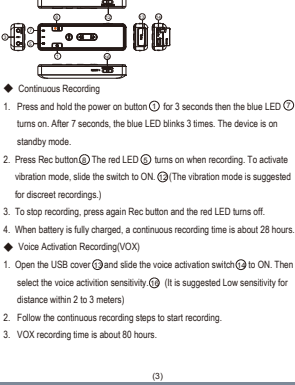 ◆ Continuous Recording
1. Press and hold the power on button ① for 3 seconds then the blue LED ⑦
turns on. After 7 seconds, the blue LED blinks 3 times. The device is on
standby mode.
2. Press Rec button.⑧ The red LED ⑤ turns on when recording. To activate
vibration mode, slide the switch to ON. ⑫ (The vibration mode is suggested
for discreet recordings.)
3. To stop recording, press again Rec button and the red LED turns off.
4. When battery is fully charged, a continuous recording time is about 28 hours.
◆ Voice Activation Recording(VOX)
1. Open the USB cover ⑬ and slide the voice activation switch ⑭ to ON. Then
select the voice activition sensitivity.⑯ (It is suggested Low sensitivity for
distance within 2 to 3 meters)
2. Follow the continuous recording steps to start recording.
3. VOX recording time is about 80 hours.
(3)